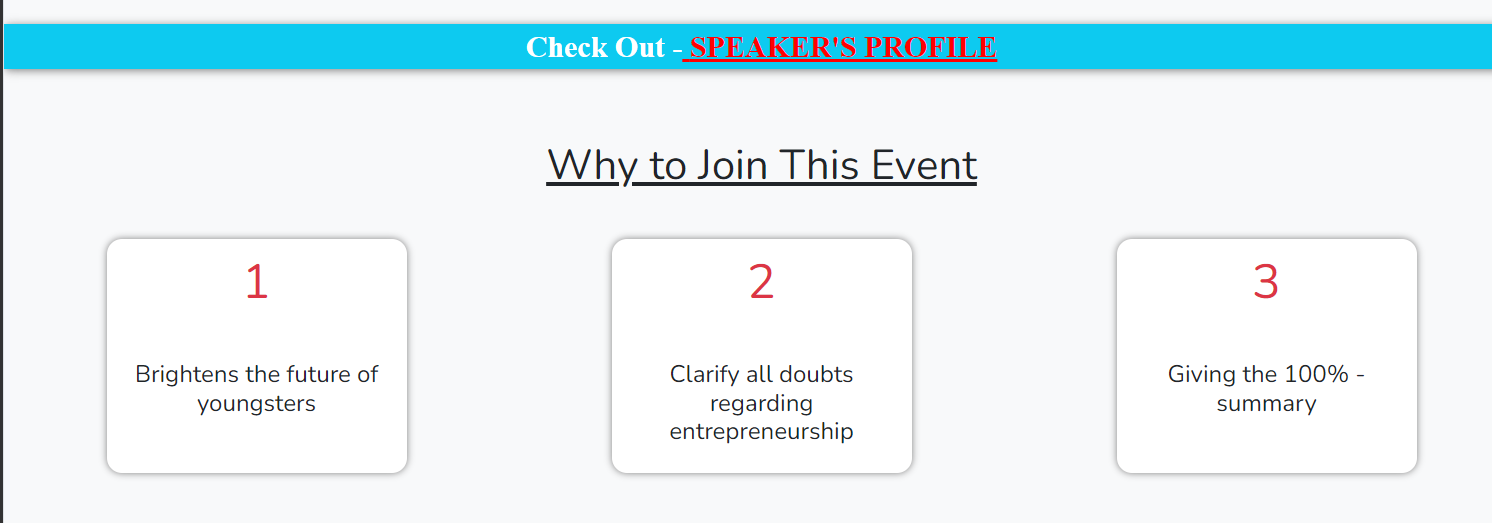 Check Out - SPEAKER'S PROFILE
Why to Join This Event
1
Brightens the future of
youngsters
2
Clarify all doubts
regarding
entrepreneurship
3
Giving the 100% -
summary